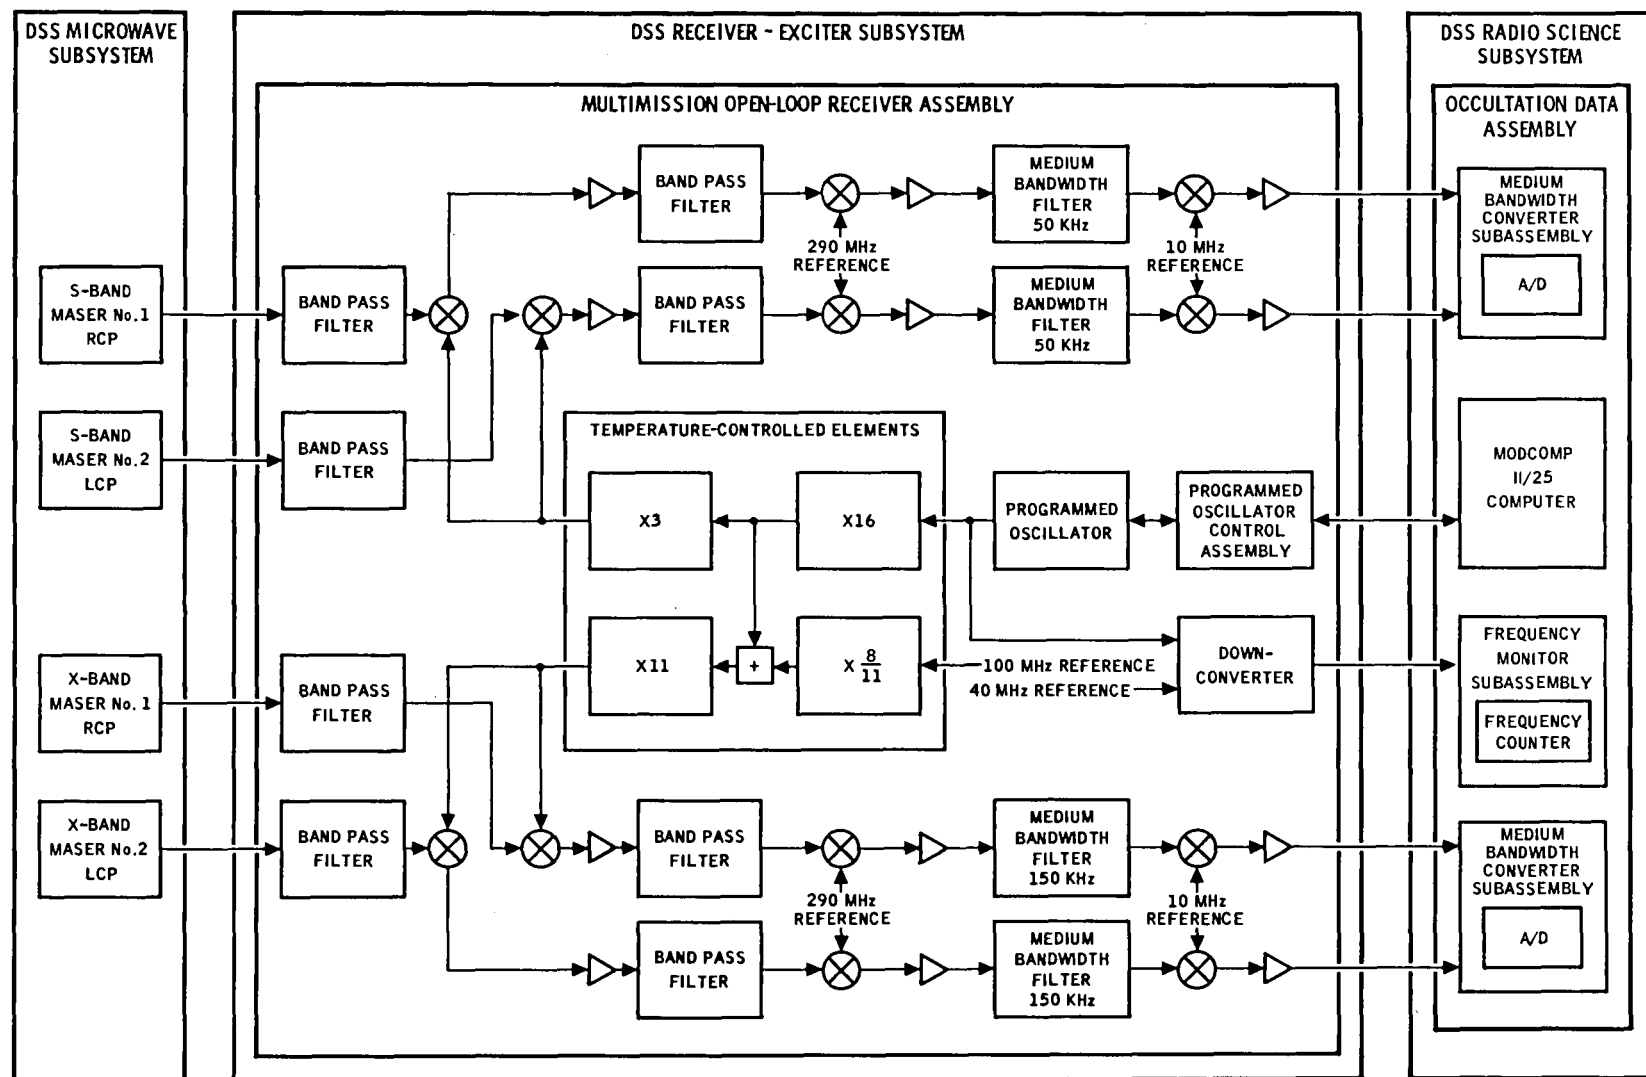 DSS MICROWAVE
SUBSYSTEM
DSS RECEIVER - EXCITER SUBSYSTEM
DSS RADIO SCIENCE
SUBSYSTEM
MULTIMISSION OPEN-LOOP RECEIVER ASSEMBLY
OCCULTATION DATA
ASSEMBLY
BAND PASS
FILTER
MEDIUM
BANDWIDTH
FILTER
50 KHz
MEDIUM
BANDWIDTH
CONVERTER
SUBASSEMBLY
A/D
290 MHz
REFERENCE
10 MHz
REFERENCE
S-BAND
MASER No.1
RCP
BAND PASS
FILTER
BAND PASS
FILTER
MEDIUM
BANDWIDTH
FILTER
50 KHz
S-BAND
MASER No.2
LCP
BAND PASS
FILTER
TEMPERATURE-CONTROLLED ELEMENTS
X3
X16
PROGRAMMED
OSCILLATOR
PROGRAMMED
OSCILLATOR
CONTROL
ASSEMBLY
MODCOMP
II/25
COMPUTER
X-BAND
MASER No. 1
RCP
BAND PASS
FILTER
X11
+
X 8/11
100 MHz REFERENCE
40 MHz REFERENCE
DOWN-
CONVERTER
FREQUENCY
MONITOR
SUBASSEMBLY
FREQUENCY
COUNTER
X-BAND
MASER No.2
LCP
BAND PASS
FILTER
BAND PASS
FILTER
MEDIUM
BANDWIDTH
FILTER
150 KHz
MEDIUM
BANDWIDTH
CONVERTER
SUBASSEMBLY
A/D
290 MHz
REFERENCE
10 MHz
REFERENCE
BAND PASS
FILTER
MEDIUM
BANDWIDTH
FILTER
150 KHz